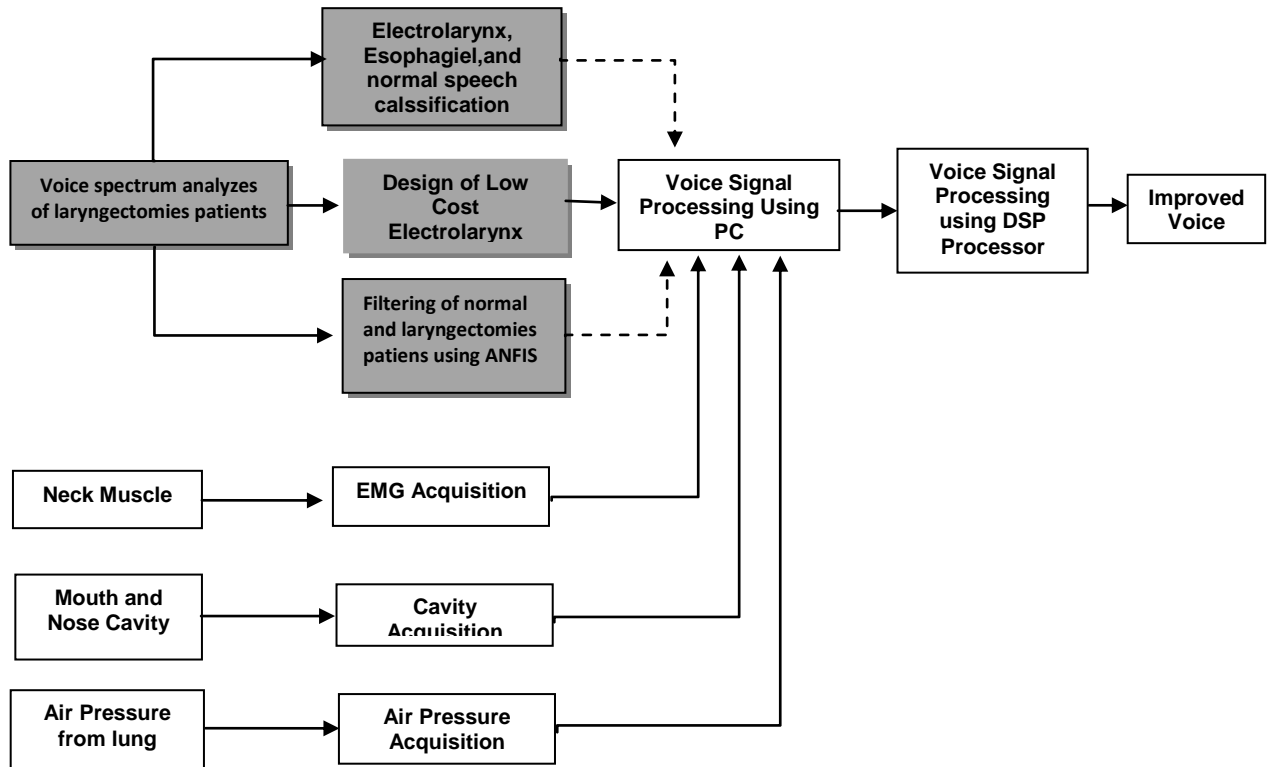 Electrolarynx,
Esophagiel,and
normal speech
calssification
Voice spectrum analyzes
of laryngectomies patients
Design of Low
Cost
Electrolarynx
Voice Signal
Processing Using
PC
Voice Signal
Processing
using DSP
Processor
Improved
Voice
Filtering of normal
and laryngectomies
patiens using ANFIS
Neck Muscle
EMG Acquisition
Mouth and
Nose Cavity
Cavity
Acquisition
Air Pressure
from lung
Air Pressure
Acquisition